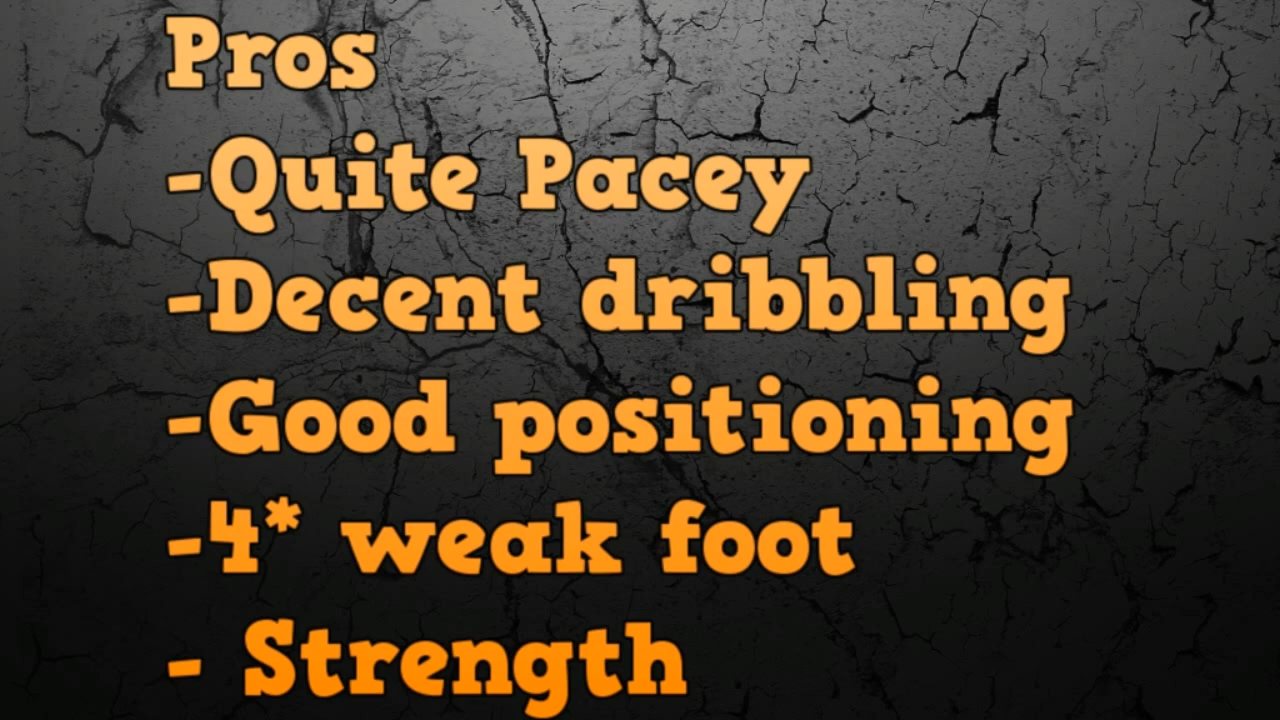 Pros
-Quite Pacey
-Decent dribbling
-Good positioning
-4* weak foot
- Strength